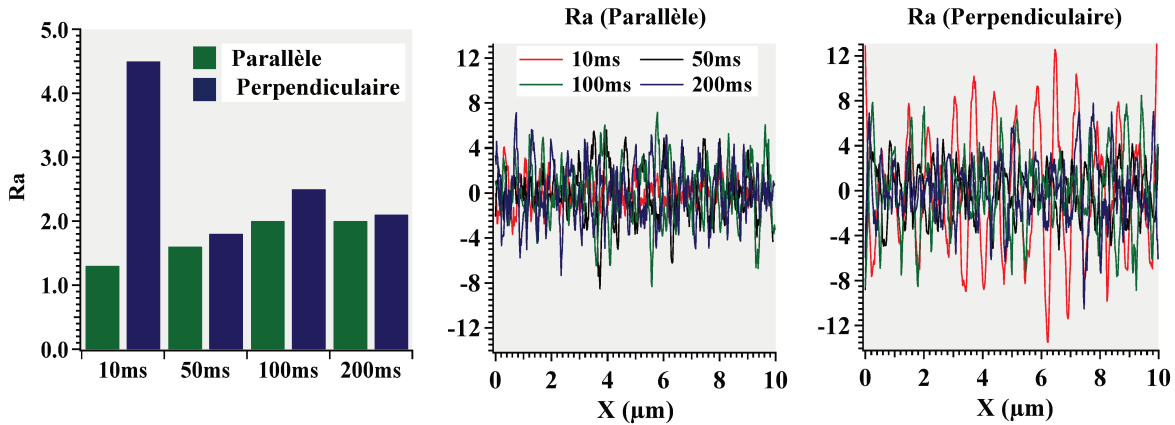 5.0
4.0
3.0
2.0
1.0
0.0
Ra
Parallèle
Perpendiculaire
10ms 50ms 100ms 200ms
Ra (Parallèle)
12
8
4
0
-4
-8
-12
10ms 50ms
100ms 200ms
0 2 4 6 8 10
X (µm)
Ra (Perpendiculaire)
12
8
4
0
-4
-8
-12
0 2 4 6 8 10
X (µm)